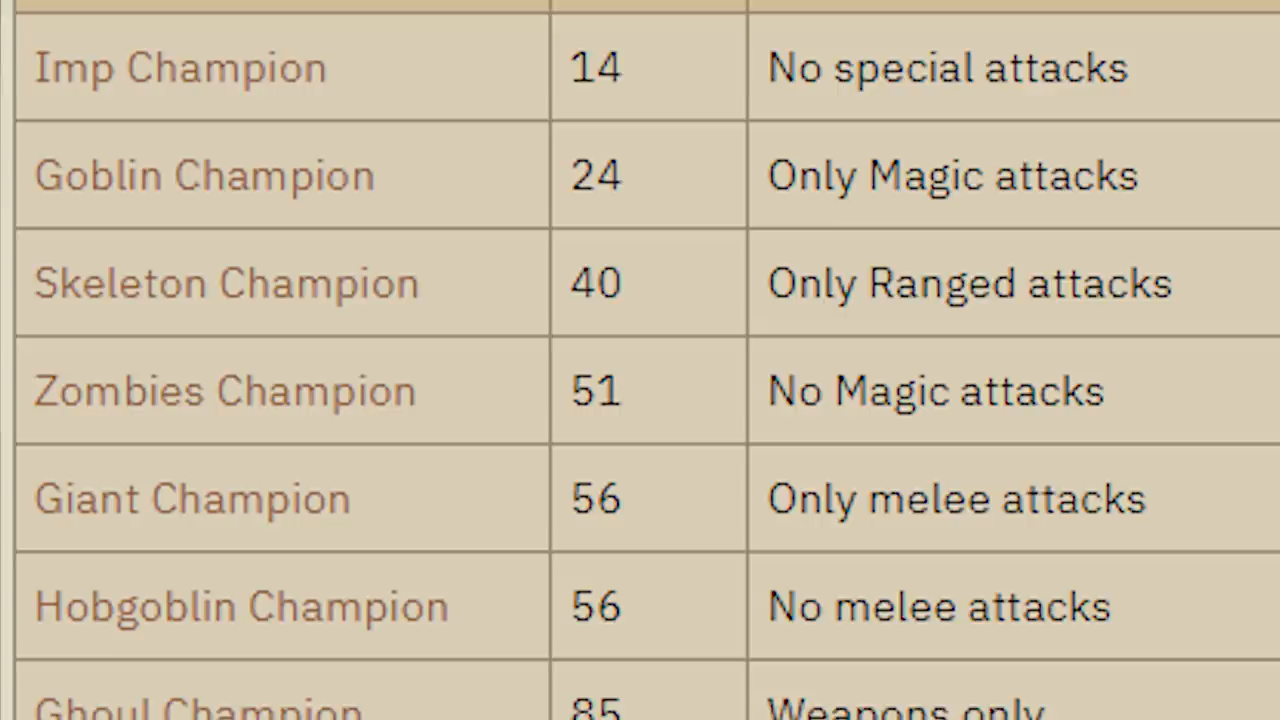 Imp Champion 14 No special attacks
Goblin Champion 24 Only Magic attacks
Skeleton Champion 40 Only Ranged attacks
Zombies Champion 51 No Magic attacks
Giant Champion 56 Only melee attacks
Hobgoblin Champion 56 No melee attacks
Ghoul Champion 85 Weapons only